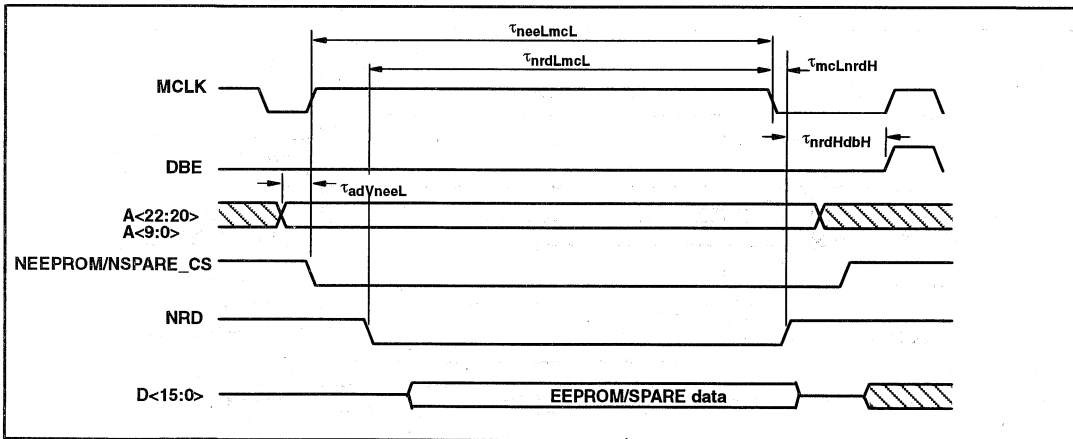 τneeLmcL
τnrdLmcL
τmcLnrdH
MCLK
τnrdHdbH
DBE
τadVneeL
A<22:20>
A<9:0>
NEEPROM/NSPARE_CS
NRD
D<15:0>
EEPROM/SPARE data